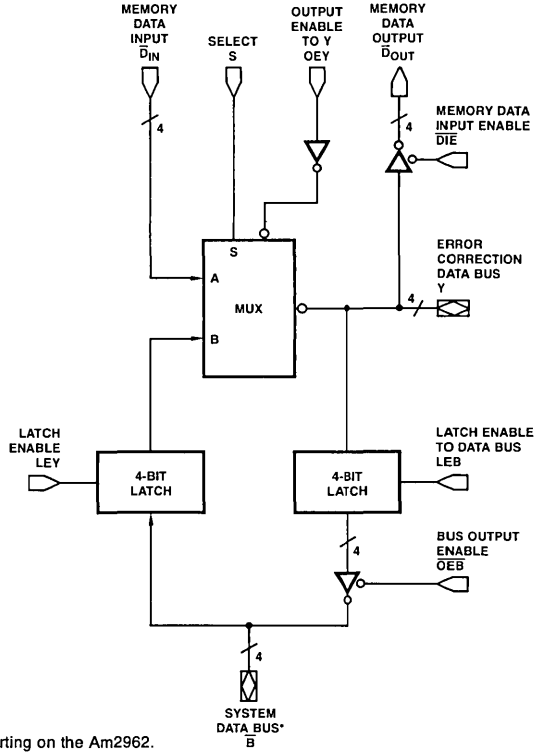 MEMORY
DATA
INPUT
D̅IN
SELECT
S
OUTPUT
ENABLE
TO Y
OEY
MEMORY
DATA
OUTPUT
D̅OUT
4
4
MEMORY DATA
INPUT ENABLE
D̅I̅E̅
S
A
MUX
B
ERROR
CORRECTION
DATA BUS
Y
4
LATCH
ENABLE
LEY
4-BIT
LATCH
4-BIT
LATCH
LATCH ENABLE
TO DATA BUS
LEB
4
BUS OUTPUT
ENABLE
O̅E̅B̅
4
SYSTEM
DATA BUS*
B̅
rting on the Am2962.